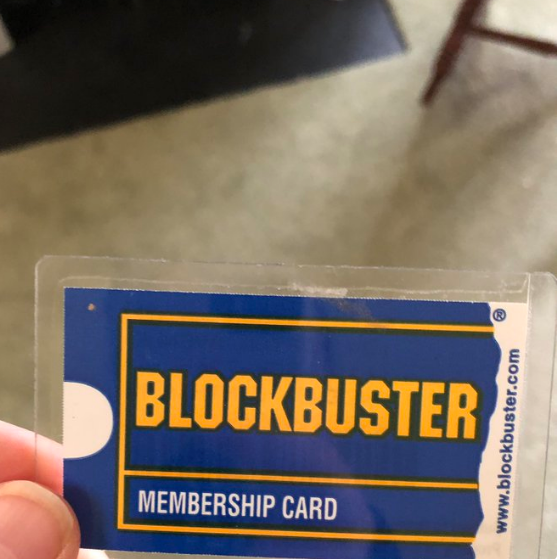 BLOCKBUSTER
MEMBERSHIP CARD
®
www.blockbuster.com